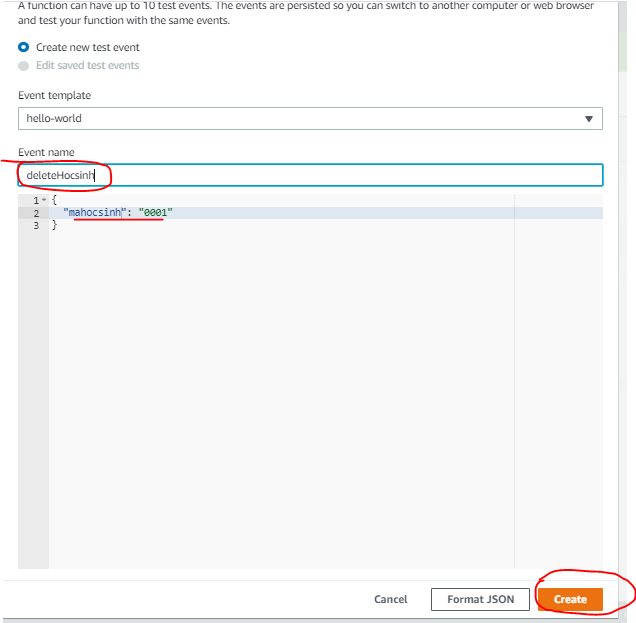 A function can have up to 10 test events. The events are persisted so you can switch to another computer or web browser
and test your function with the same events.
Create new test event
Edit saved test events
Event template
hello-world
Event name
deleteHocsinh
1 {
2 "mahocsinh": "0001"
3 }
Cancel Format JSON Create